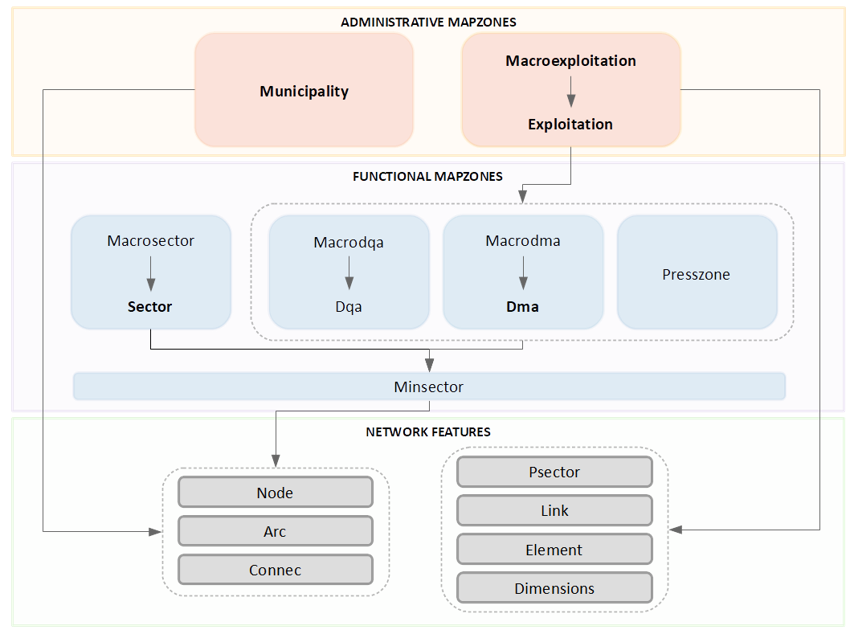 ADMINISTRATIVE MAPZONES
Municipality
Macroexploitation
Exploitation
FUNCTIONAL MAPZONES
Macrosector
Sector
Macrodqa
Dqa
Macrodma
Dma
Presszone
Minsector
NETWORK FEATURES
Node
Arc
Connec
Psector
Link
Element
Dimensions